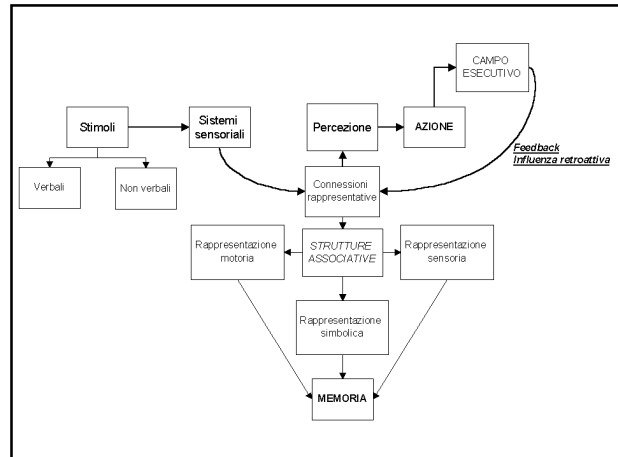 CAMPO
ESECUTIVO
Stimoli
Sistemi
sensoriali
Percezione
AZIONE
Feedback
Influenza retroattiva
Verbali
Non verbali
Connessioni
rappresentative
Rappresentazione
motoria
STRUTTURE
ASSOCIATIVE
Rappresentazione
sensoria
Rappresentazione
simbolica
MEMORIA